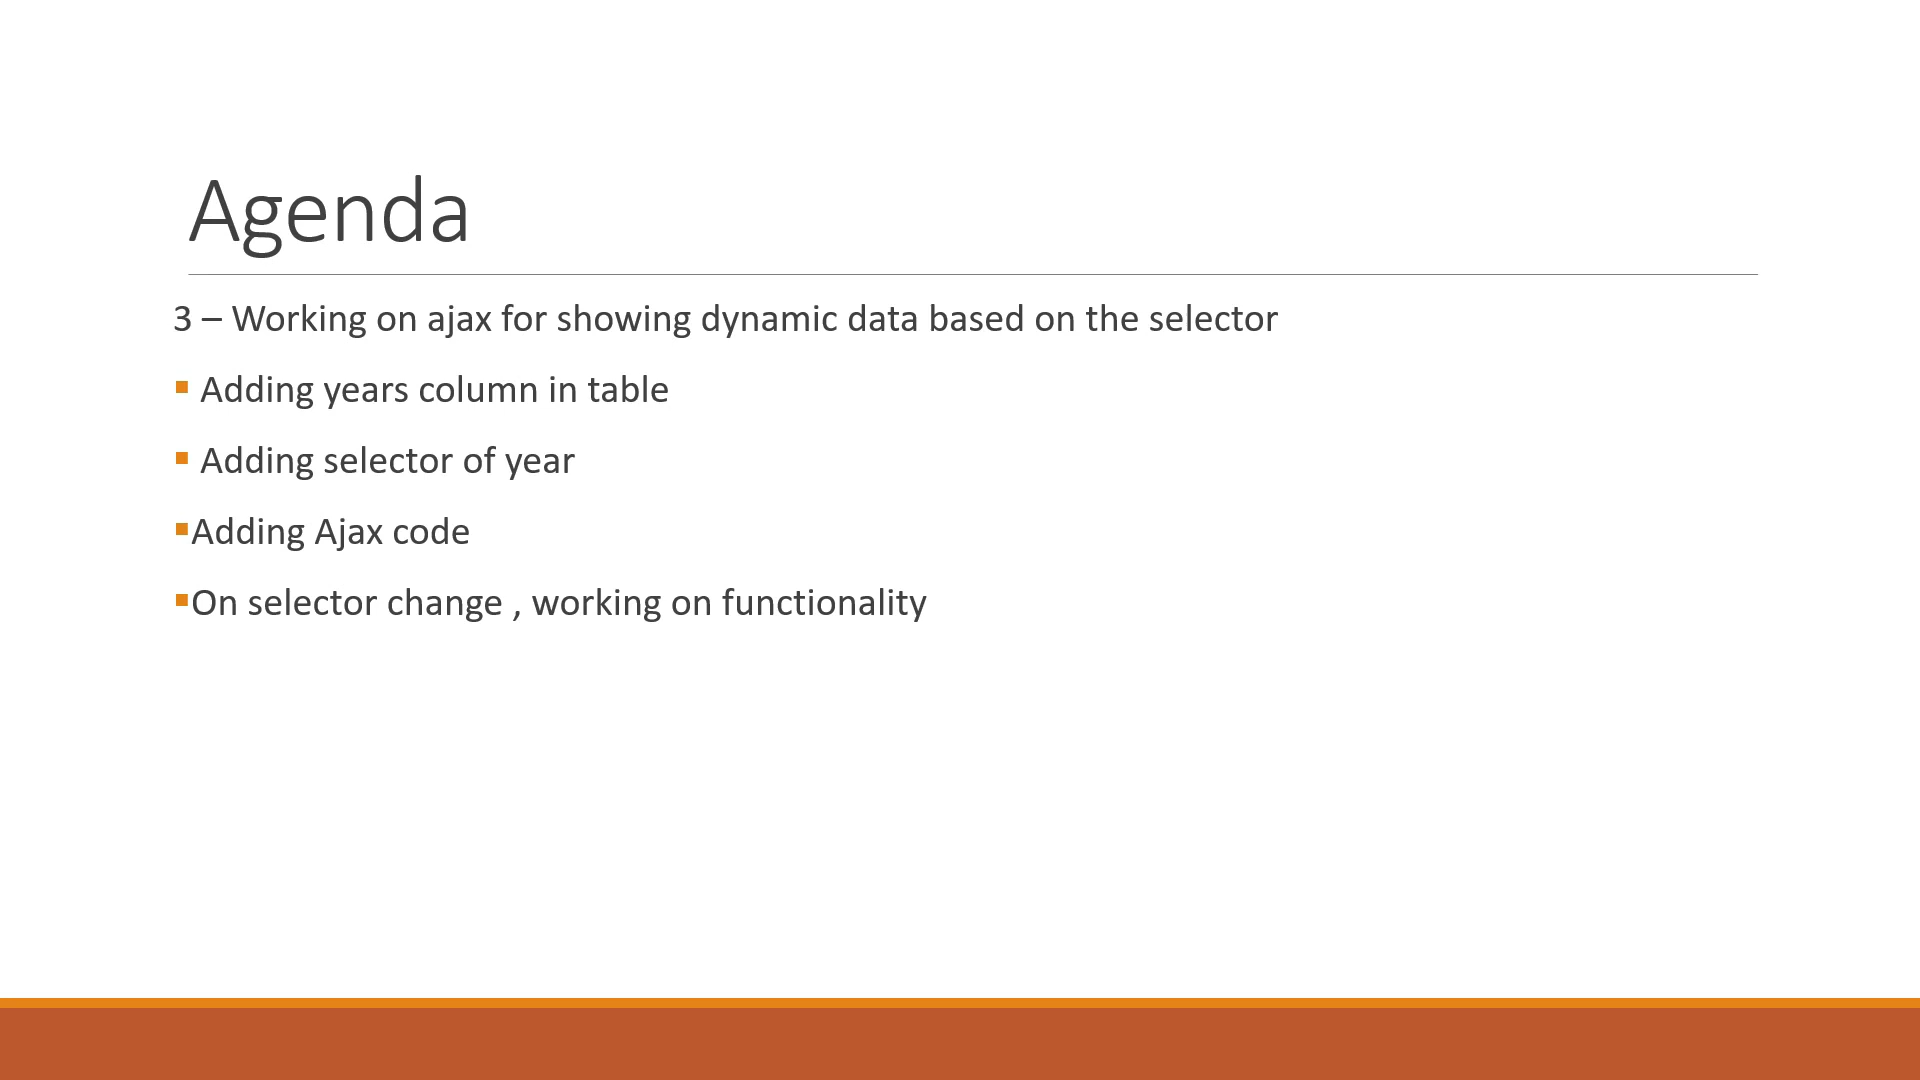 Agenda
3 – Working on ajax for showing dynamic data based on the selector
▪ Adding years column in table
▪ Adding selector of year
▪Adding Ajax code
▪On selector change , working on functionality